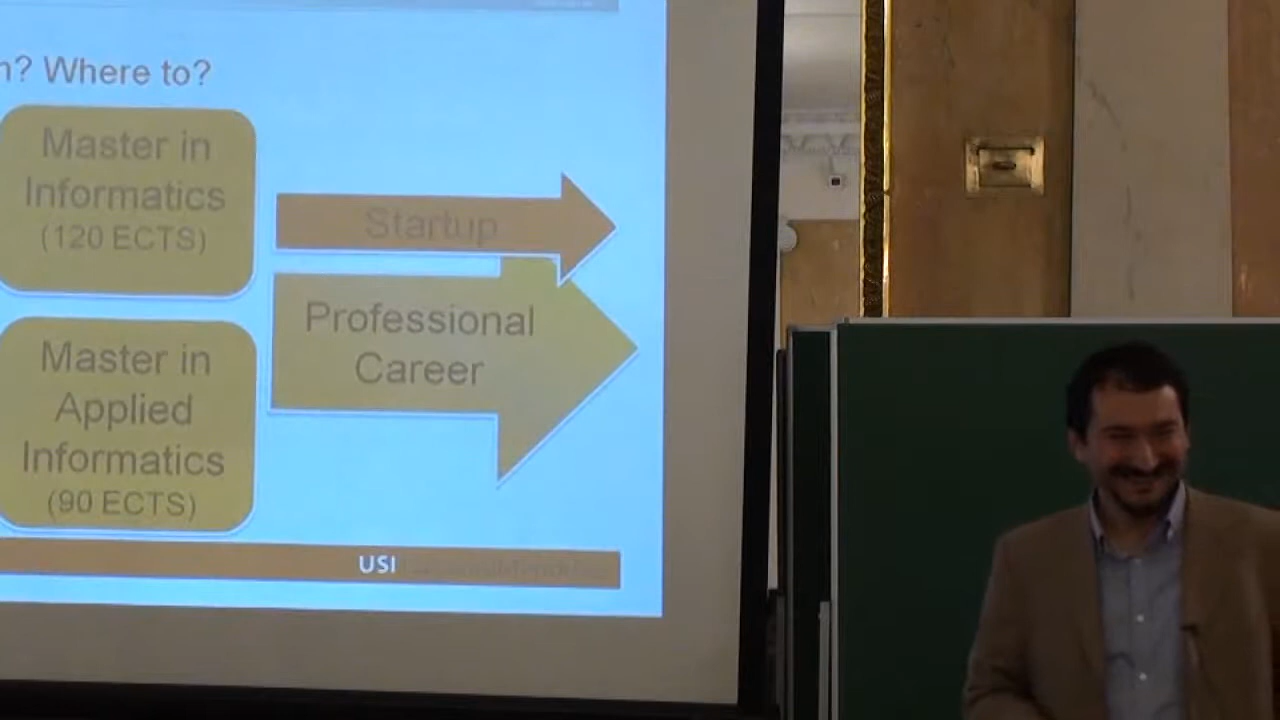 ? Where to?
Master in
Informatics
(120 ECTS)
Startup
Professional
Career
Master in
Applied
Informatics
(90 ECTS)
USI